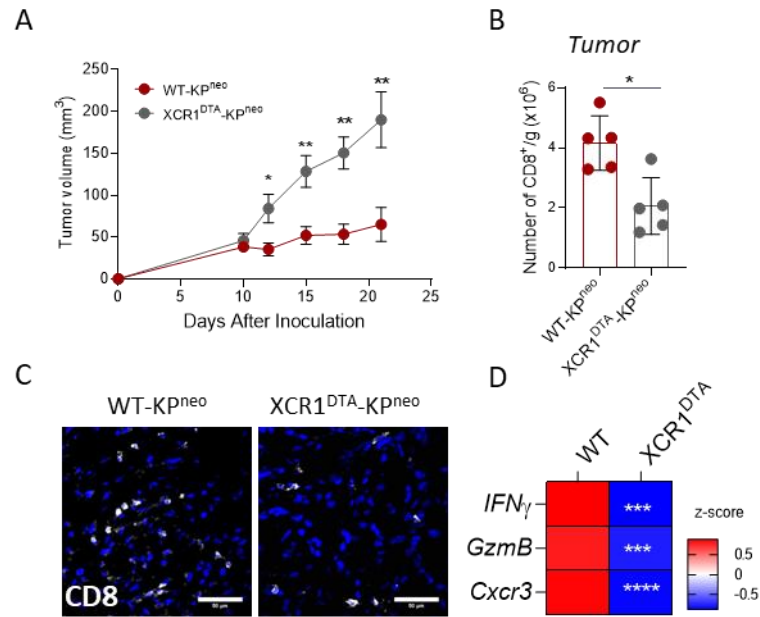 A
250
200
150
100
50
0
0
5
10
15
20
25
Tumor volume (mm³)
Days After Inoculation
WT-KPⁿᵉᵒ
XCR1ᴰᵀᴬ-KPⁿᵉᵒ
*
**
**
**
B
Tumor
Number of CD8⁺/g (x10⁶)
6
4
2
0
*
WT-KPⁿᵉᵒ
XCR1ᴰᵀᴬ-KPⁿᵉᵒ
C
WT-KPⁿᵉᵒ
XCR1ᴰᵀᴬ-KPⁿᵉᵒ
CD8
D
WT
XCR1ᴰᵀᴬ
IFNγ
***
GzmB
***
Cxcr3
****
z-score
0.5
0
-0.5